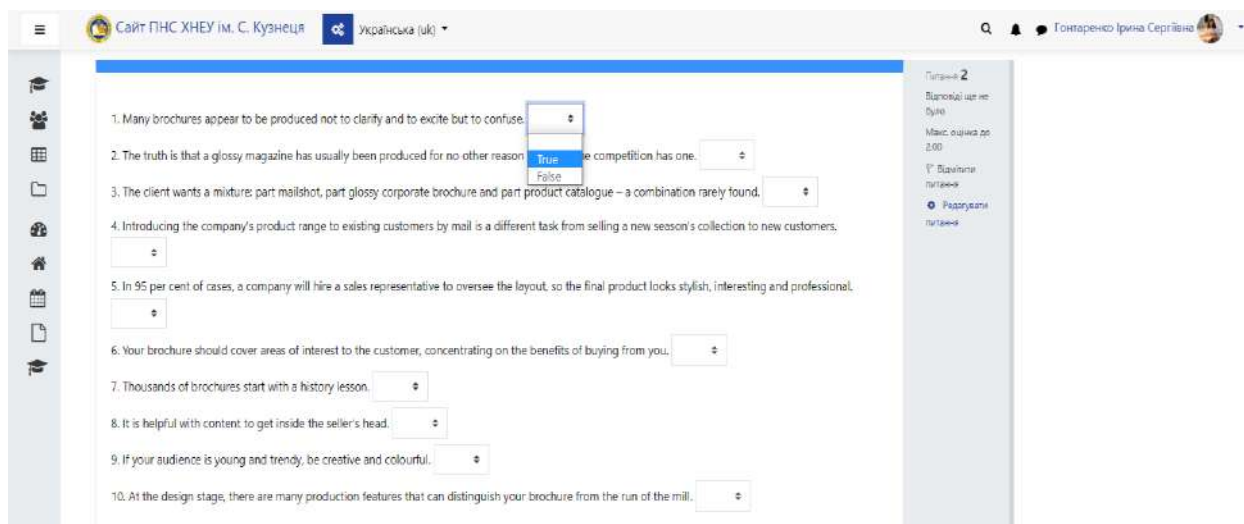 Сайт ПНС ХНЕУ ім. С. Кузнеця Українська (uk) Гонтаренко Ірина Сергіївна
Питання 2
Відповіді ще не
було
Макс. оцінка до
2.00
Відмітити
питання
Редагувати
питання
1. Many brochures appear to be produced not to clarify and to excite but to confuse.
2. The truth is that a glossy magazine has usually been produced for no other reason e competition has one.
True
False
3. The client wants a mixture: part mailshot, part glossy corporate brochure and part product catalogue – a combination rarely found.
4. Introducing the company's product range to existing customers by mail is a different task from selling a new season's collection to new customers.
5. In 95 per cent of cases, a company will hire a sales representative to oversee the layout, so the final product looks stylish, interesting and professional.
6. Your brochure should cover areas of interest to the customer, concentrating on the benefits of buying from you.
7. Thousands of brochures start with a history lesson.
8. It is helpful with content to get inside the seller's head.
9. If your audience is young and trendy, be creative and colourful.
10. At the design stage, there are many production features that can distinguish your brochure from the run of the mill.